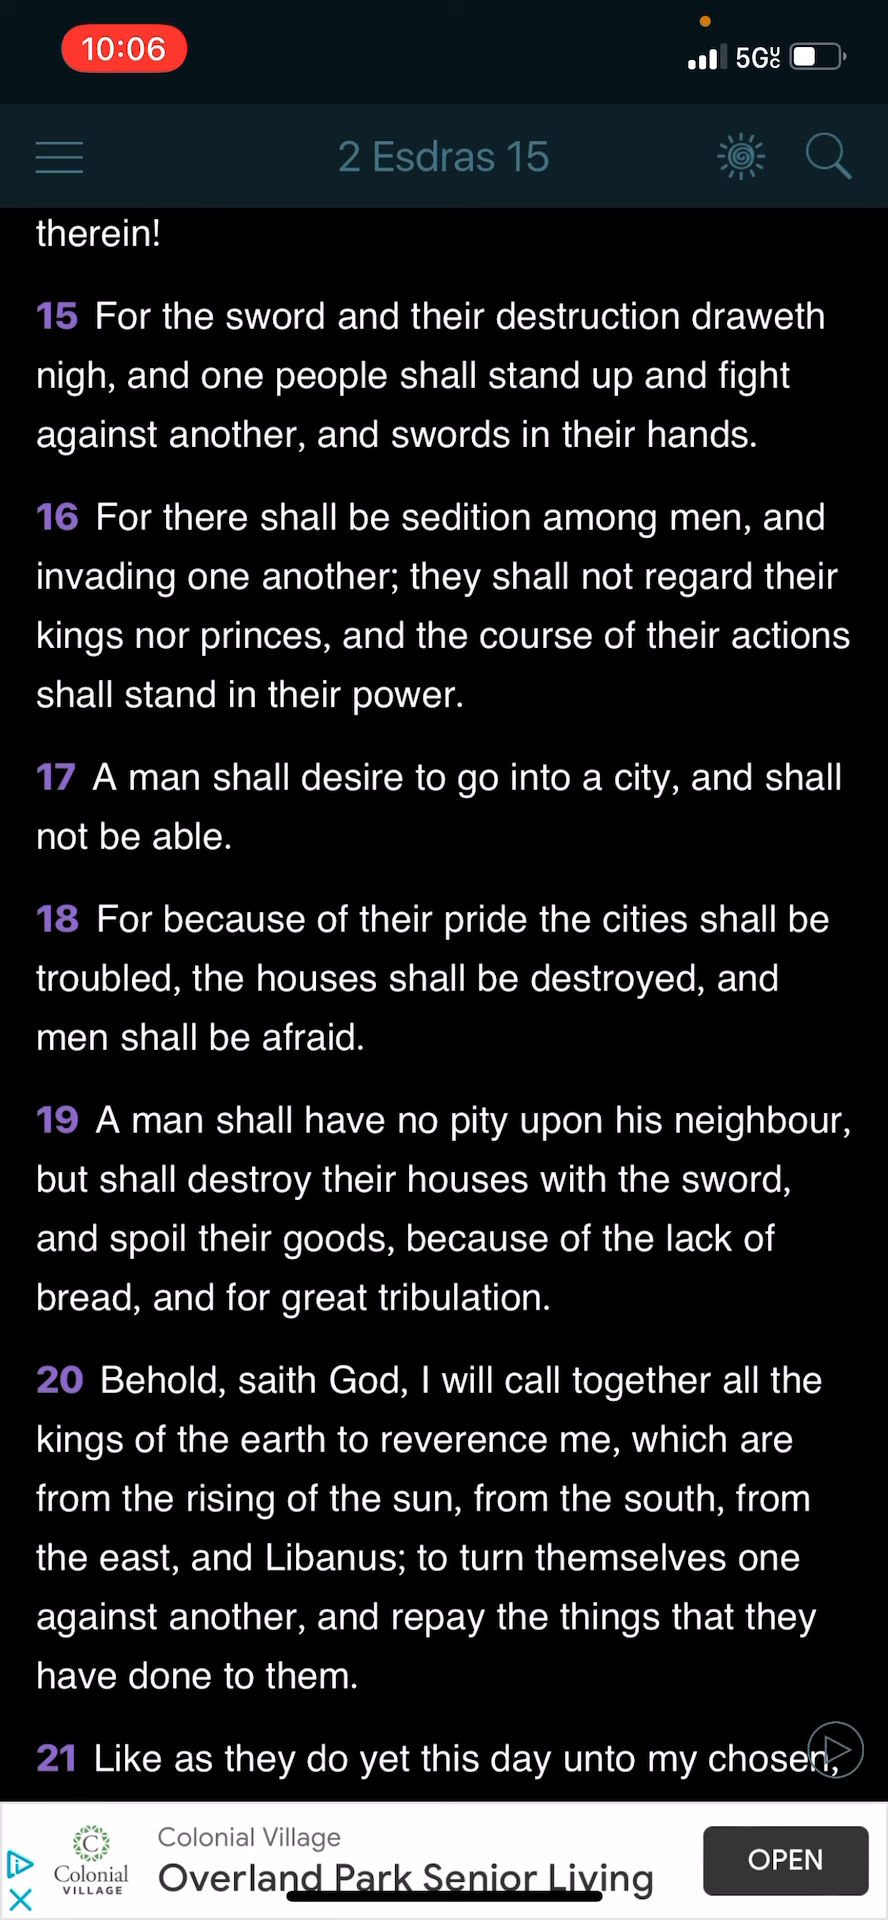 10:06
5G
2 Esdras 15
therein!
15 For the sword and their destruction draweth
nigh, and one people shall stand up and fight
against another, and swords in their hands.
16 For there shall be sedition among men, and
invading one another; they shall not regard their
kings nor princes, and the course of their actions
shall stand in their power.
17 A man shall desire to go into a city, and shall
not be able.
18 For because of their pride the cities shall be
troubled, the houses shall be destroyed, and
men shall be afraid.
19 A man shall have no pity upon his neighbour,
but shall destroy their houses with the sword,
and spoil their goods, because of the lack of
bread, and for great tribulation.
20 Behold, saith God, I will call together all the
kings of the earth to reverence me, which are
from the rising of the sun, from the south, from
the east, and Libanus; to turn themselves one
against another, and repay the things that they
have done to them.
21 Like as they do yet this day unto my chosen,
C
Colonial
VILLAGE
Colonial Village
Overland Park Senior Living
OPEN